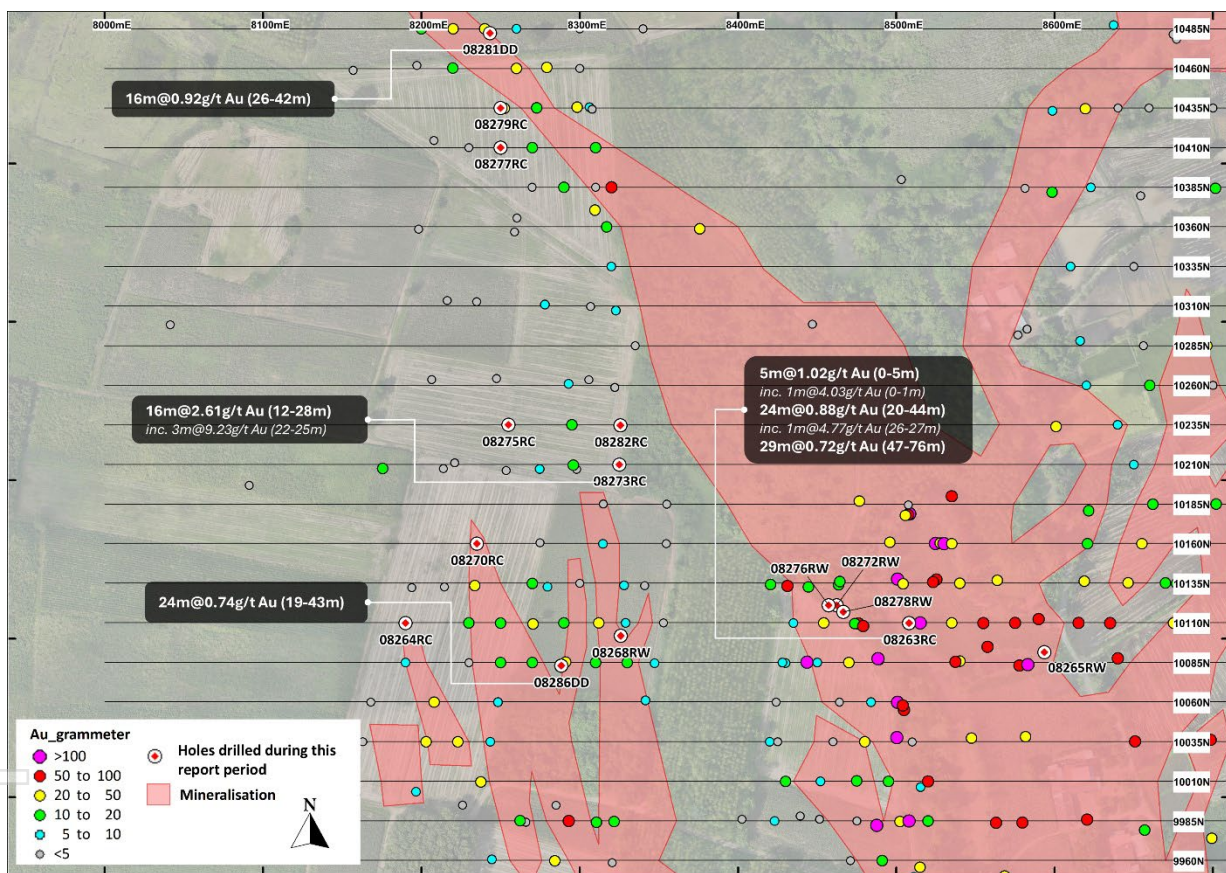 8000mE 8100mE 8200mE 8300mE 8400mE 8500mE 8600mE
10485N
08281DD
10460N
16m@0.92g/t Au (26-42m)
10435N
08279RC
10410N
08277RC
10385N
10360N
10335N
10310N
10285N
5m@1.02g/t Au (0-5m)
inc. 1m@4.03g/t Au (0-1m)
24m@0.88g/t Au (20-44m)
inc. 1m@4.77g/t Au (26-27m)
29m@0.72g/t Au (47-76m)
10260N
16m@2.61g/t Au (12-28m)
inc. 3m@9.23g/t Au (22-25m)
10235N
08275RC 08282RC
10210N
08273RC
10185N
10160N
08270RC
08276RW 08272RW
10135N
08278RW
24m@0.74g/t Au (19-43m)
10110N
08264RC 08268RW 08263RC
10085N
08286DD 08265RW
10060N
10035N
10010N
9985N
9960N
Au_grammeter
>100
50 to 100
20 to 50
10 to 20
5 to 10
<5
Holes drilled during this
report period
Mineralisation
N